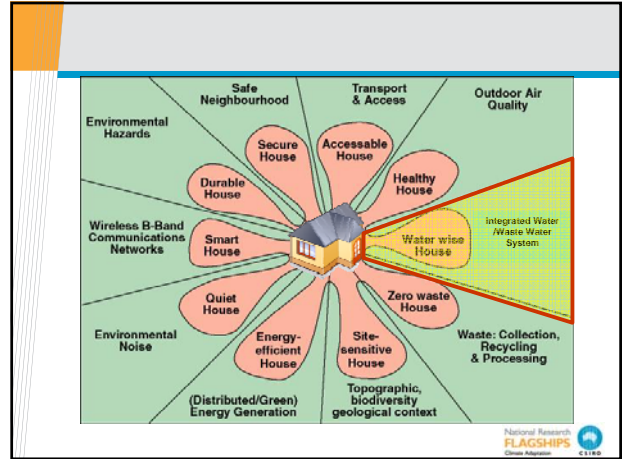 Safe
Neighbourhood
Transport
& Access
Outdoor Air
Quality
Environmental
Hazards
Secure
House
Accessable
House
Durable
House
Healthy
House
Wireless B-Band
Communications
Networks
Smart
House
Water wise
House
Integrated Water
/Waste Water
System
Quiet
House
Zero waste
House
Environmental
Noise
Energy-
efficient
House
Site-
sensitive
House
Waste: Collection,
Recycling
& Processing
(Distributed/Green)
Energy Generation
Topographic,
biodiversity
geological context
National Research
FLAGSHIPS
Climate Adaptation
CSIRO